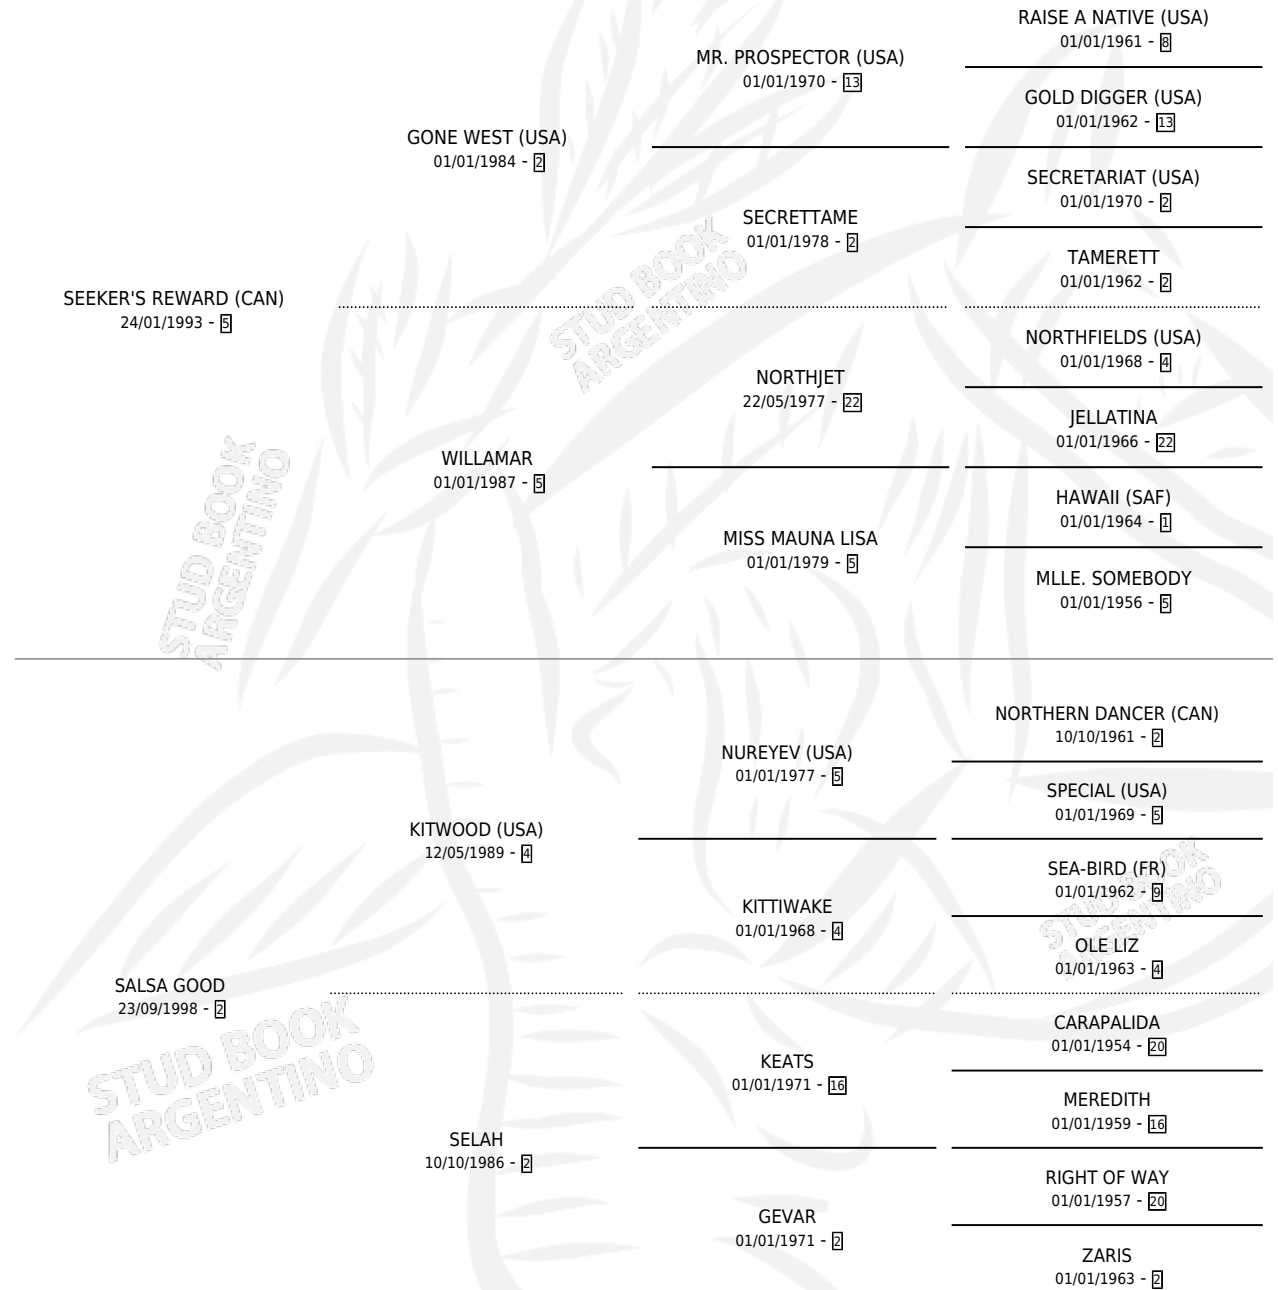 RAISE A NATIVE (USA)
01/01/1961 - 8
MR. PROSPECTOR (USA)
01/01/1970 - 13
GOLD DIGGER (USA)
01/01/1962 - 13
GONE WEST (USA)
01/01/1984 - 2
SECRETARIAT (USA)
01/01/1970 - 2
SECRETTAME
01/01/1978 - 2
TAMERETT
01/01/1962 - 2
SEEKER'S REWARD (CAN)
24/01/1993 - 5
NORTHFIELDS (USA)
01/01/1968 - 4
NORTHJET
22/05/1977 - 22
JELLATINA
01/01/1966 - 22
WILLAMAR
01/01/1987 - 5
HAWAII (SAF)
01/01/1964 - 1
MISS MAUNA LISA
01/01/1979 - 5
MLLE. SOMEBODY
01/01/1956 - 5
NORTHERN DANCER (CAN)
10/10/1961 - 2
NUREYEV (USA)
01/01/1977 - 5
SPECIAL (USA)
01/01/1969 - 5
KITWOOD (USA)
12/05/1989 - 4
SEA-BIRD (FR)
01/01/1962 - 9
KITTIWAKE
01/01/1968 - 4
OLE LIZ
01/01/1963 - 4
SALSA GOOD
23/09/1998 - 2
CARAPALIDA
01/01/1954 - 20
KEATS
01/01/1971 - 16
MEREDITH
01/01/1959 - 16
SELAH
10/10/1986 - 2
RIGHT OF WAY
01/01/1957 - 20
GEVAR
01/01/1971 - 2
ZARIS
01/01/1963 - 2
STUD BOOK
ARGENTINO
STUD BOOK
ARGENTINO
STUD BOOK
ARGENTINO
STUD BOOK
ARGENTINO